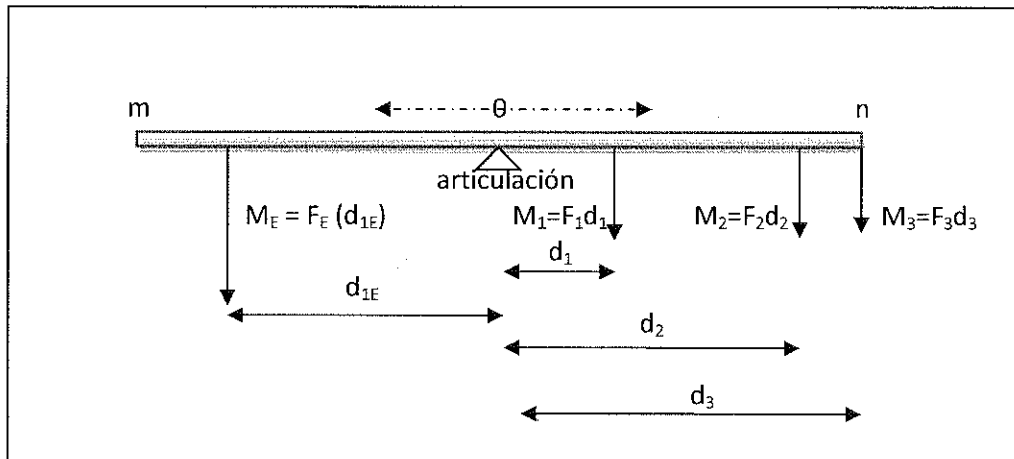 m θ n
articulación
M_E = F_E (d_1E) M_1=F_1d_1 M_2=F_2d_2 M_3=F_3d_3
d_1
d_1E
d_2
d_3